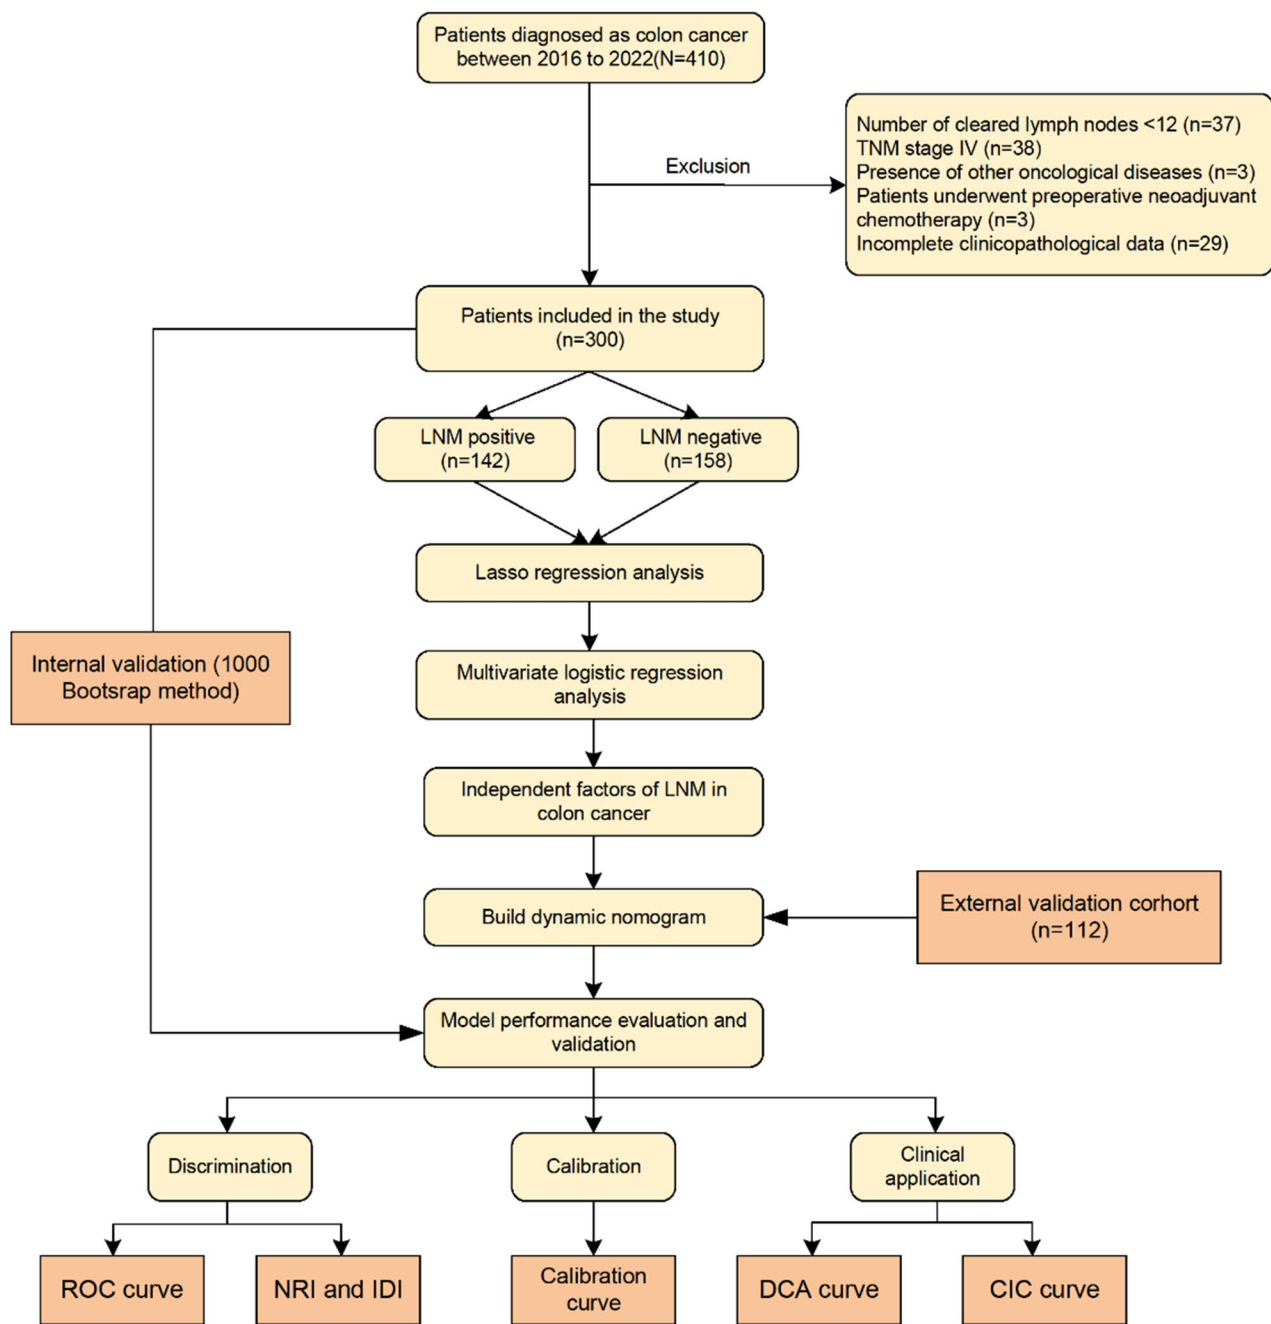 Patients diagnosed as colon cancer
between 2016 to 2022(N=410)
Exclusion
Number of cleared lymph nodes <12 (n=37)
TNM stage IV (n=38)
Presence of other oncological diseases (n=3)
Patients underwent preoperative neoadjuvant
chemotherapy (n=3)
Incomplete clinicopathological data (n=29)
Patients included in the study
(n=300)
LNM positive
(n=142)
LNM negative
(n=158)
Lasso regression analysis
Internal validation (1000
Bootsrap method)
Multivariate logistic regression
analysis
Independent factors of LNM in
colon cancer
Build dynamic nomogram
External validation corhort
(n=112)
Model performance evaluation and
validation
Discrimination
Calibration
Clinical
application
ROC curve
NRI and IDI
Calibration
curve
DCA curve
CIC curve